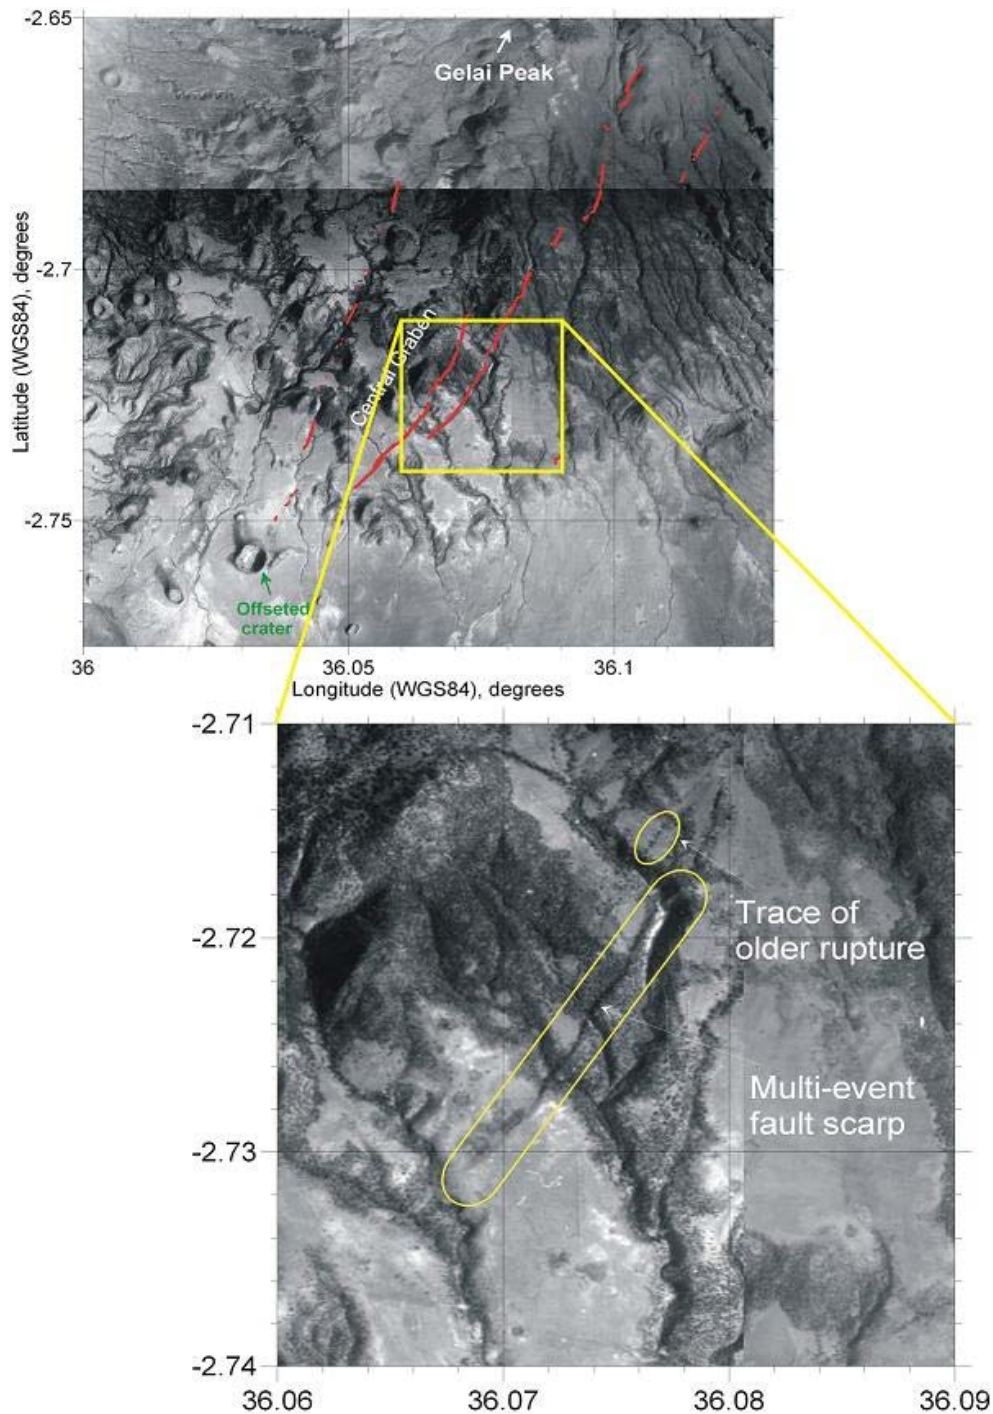 -2.65
Gelai Peak
Latitude (WGS84), degrees
-2.7
Central Graben
-2.75
Offseted
crater
36
36.05
36.1
Longitude (WGS84), degrees
-2.71
Trace of
older rupture
-2.72
Multi-event
fault scarp
-2.73
-2.74
36.06
36.07
36.08
36.09